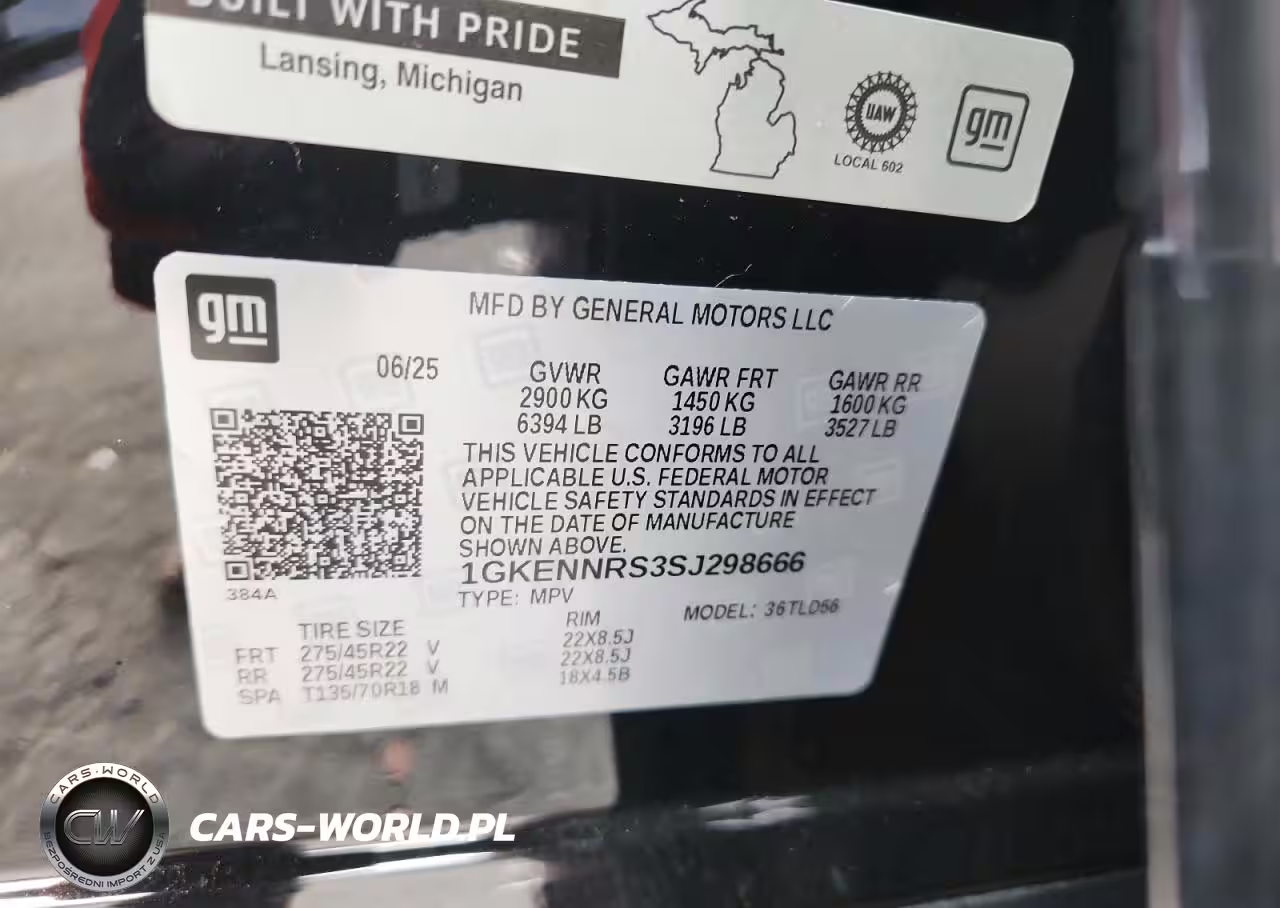 BUILT WITH PRIDE
Lansing, Michigan
UAW
LOCAL 602
gm
gm
MFD BY GENERAL MOTORS LLC
06/25
GVWR GAWR FRT GAWR RR
2900 KG 1450 KG 1600 KG
6394 LB 3196 LB 3527 LB
THIS VEHICLE CONFORMS TO ALL
APPLICABLE U.S. FEDERAL MOTOR
VEHICLE SAFETY STANDARDS IN EFFECT
ON THE DATE OF MANUFACTURE
SHOWN ABOVE.
1GKENNRS3SJ298666
384A
TYPE: MPV
MODEL: 36TLD56
TIRE SIZE RIM
FRT 275/45R22 V 22X8.5J
RR 275/45R22 V 22X8.5J
SPA T135/70R18 M 18X4.5B
CARS-WORLD
CW
BEZPOŚREDNI IMPORT Z USA
CARS-WORLD.PL